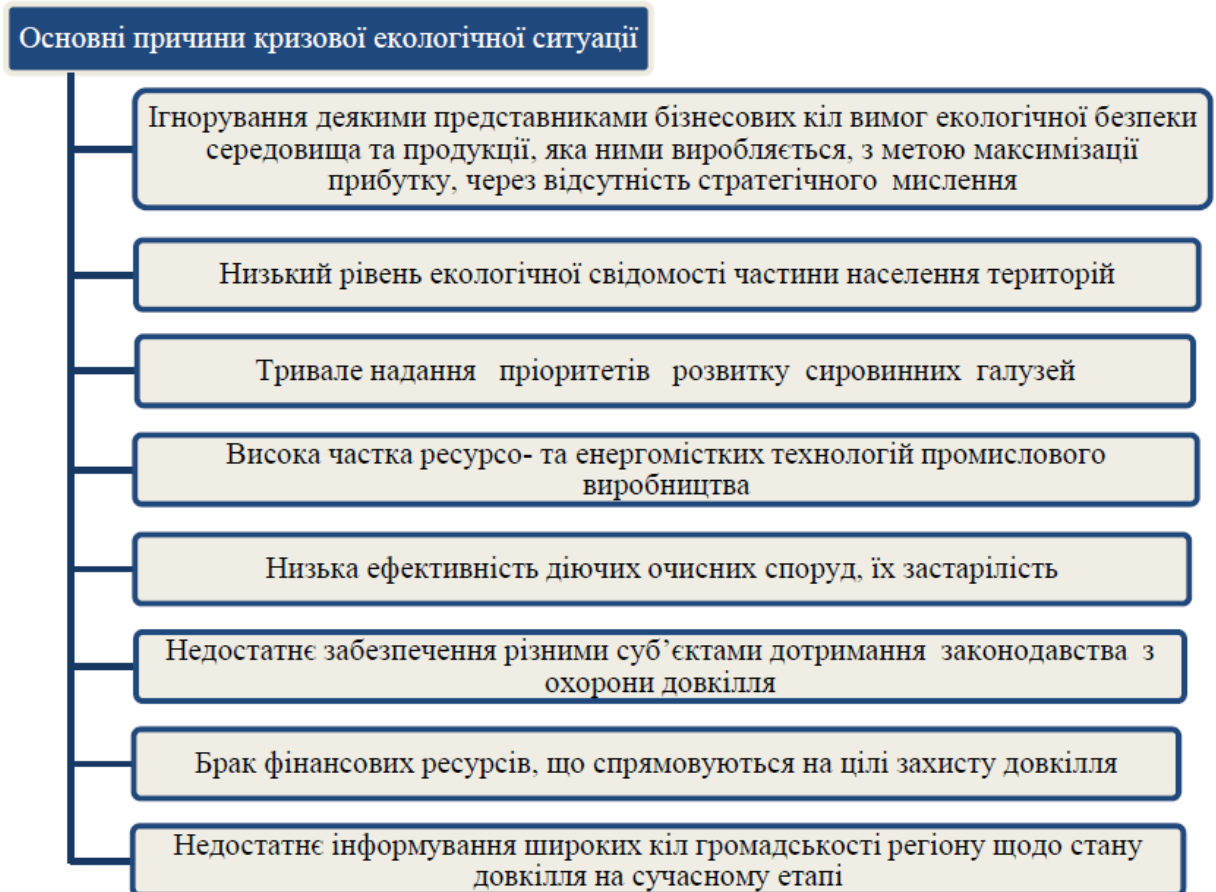 Основні причини кризової екологічної ситуації
Ігнорування деякими представниками бізнесових кіл вимог екологічної безпеки
середовища та продукції, яка ними виробляється, з метою максимізації
прибутку, через відсутність стратегічного мислення
Низький рівень екологічної свідомості частини населення територій
Тривале надання пріоритетів розвитку сировинних галузей
Висока частка ресурсо- та енергомістких технологій промислового
виробництва
Низька ефективність діючих очисних споруд, їх застарілість
Недостатнє забезпечення різними суб’єктами дотримання законодавства з
охорони довкілля
Брак фінансових ресурсів, що спрямовуються на цілі захисту довкілля
Недостатнє інформування широких кіл громадськості регіону щодо стану
довкілля на сучасному етапі